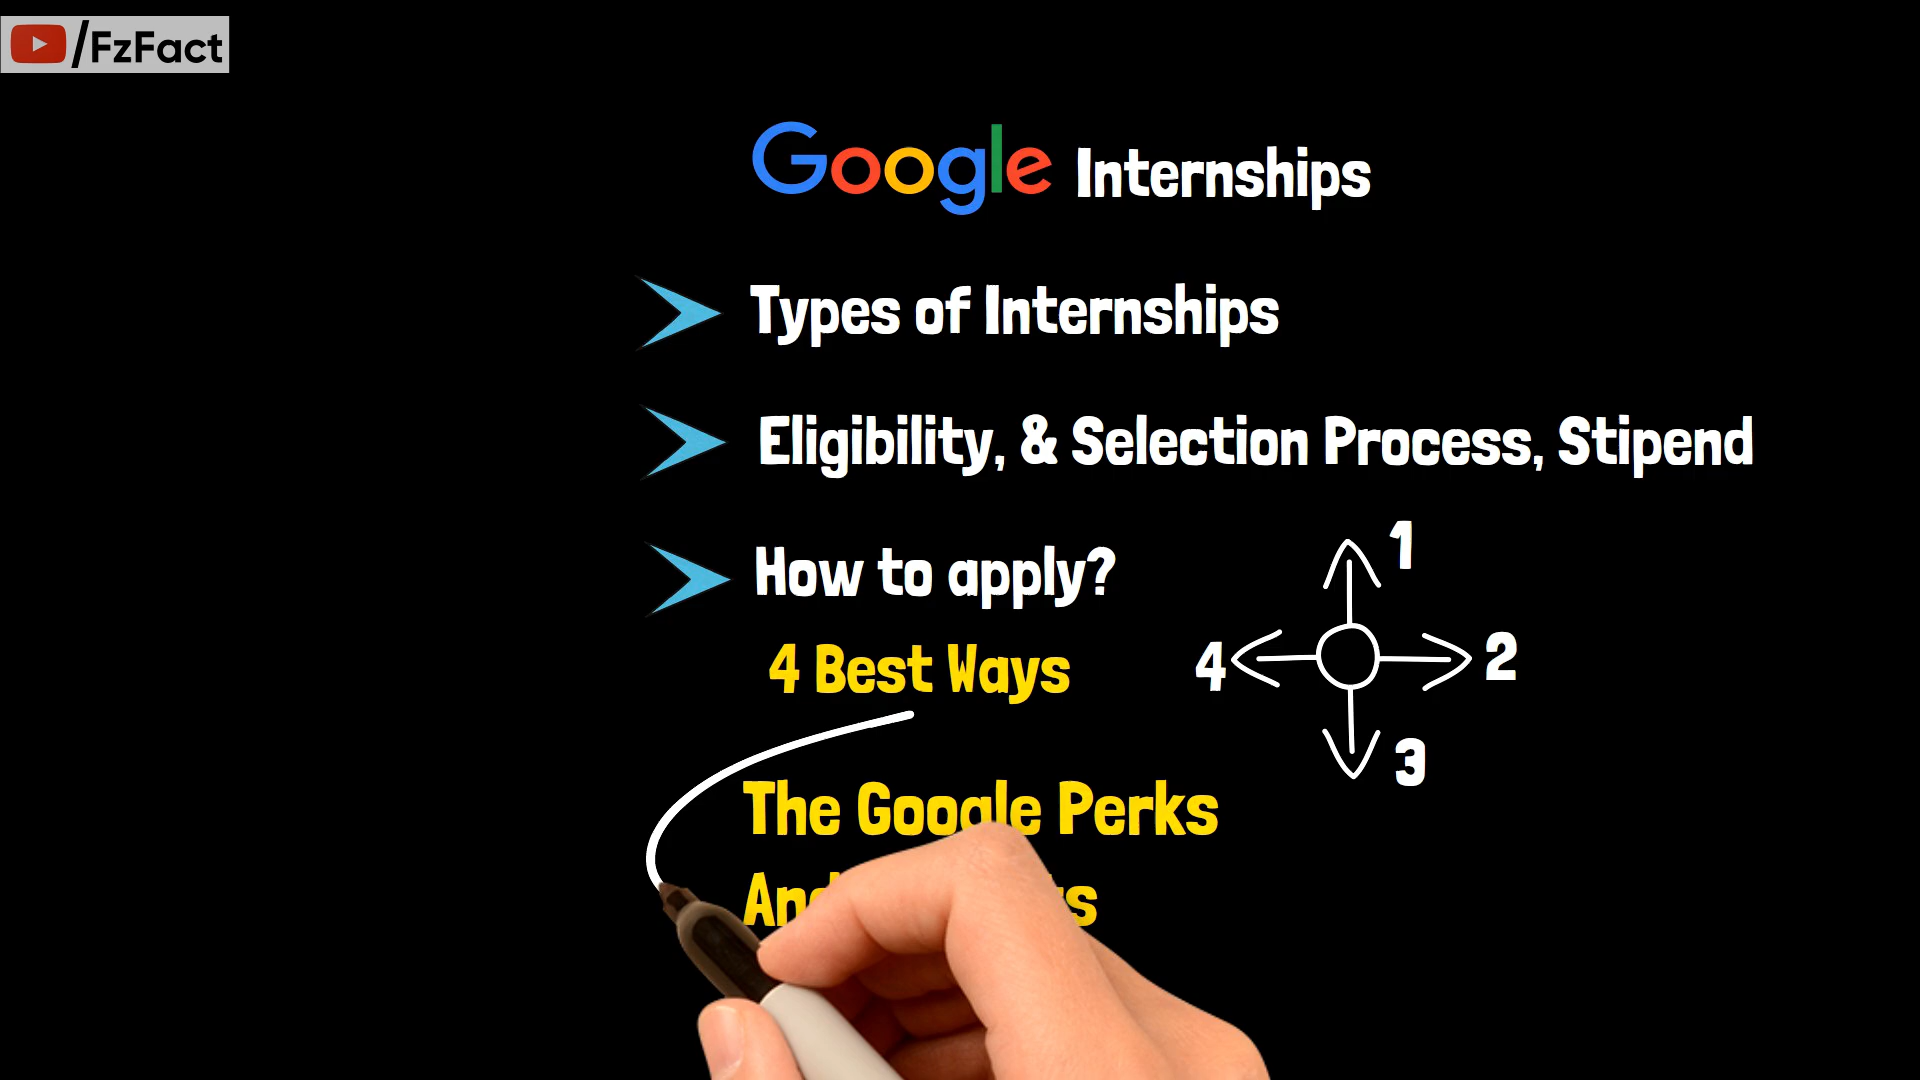 /FzFact
Google Internships
Types of Internships
Eligibility, & Selection Process, Stipend
How to apply?
4 Best Ways
1
2
3
4
The Google Perks